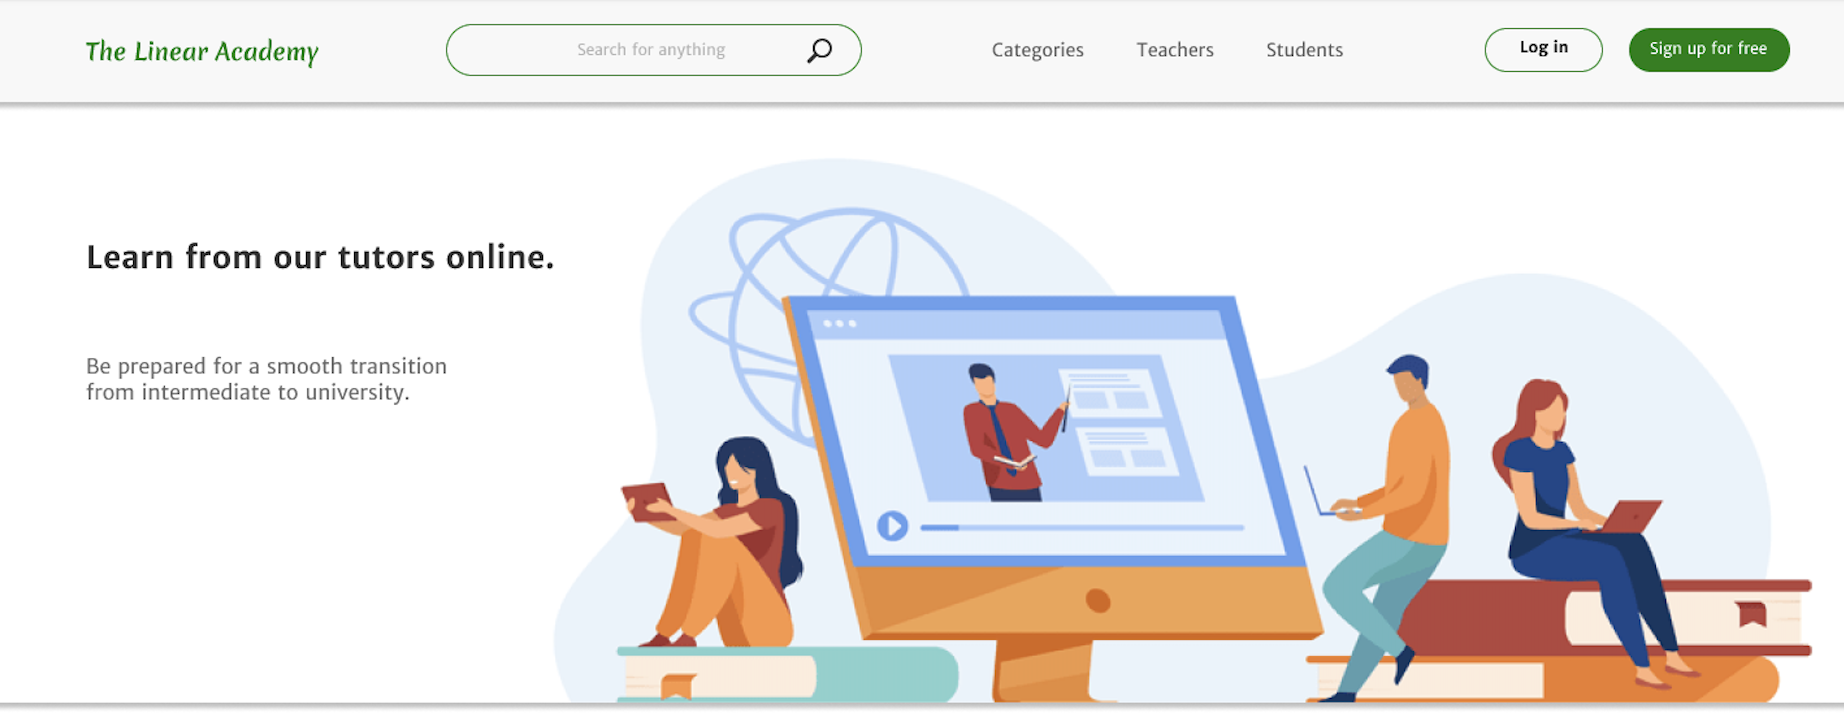 The Linear Academy
Search for anything
Categories
Teachers
Students
Log in
Sign up for free
Learn from our tutors online.
Be prepared for a smooth transition
from intermediate to university.